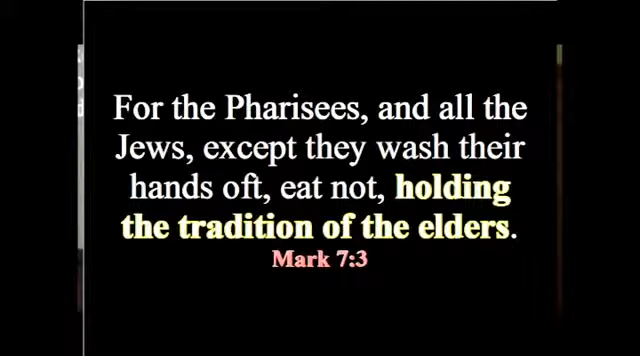 For the Pharisees, and all the
Jews, except they wash their
hands oft, eat not, holding
the tradition of the elders.
Mark 7:3